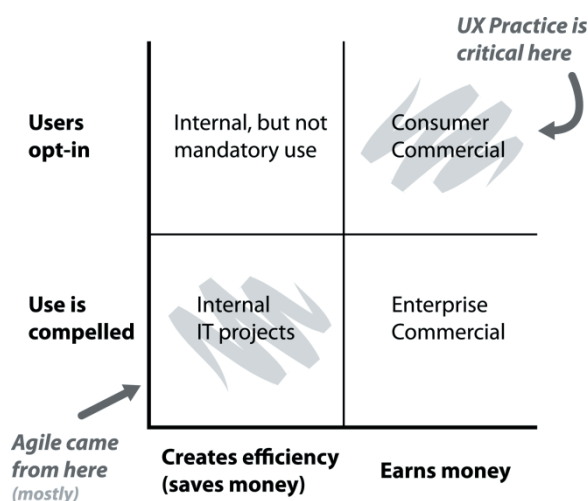 UX Practice is
critical here
Users
opt-in
Internal, but not
mandatory use
Consumer
Commercial
Use is
compelled
Internal
IT projects
Enterprise
Commercial
Agile came
from here
(mostly)
Creates efficiency
(saves money)
Earns money